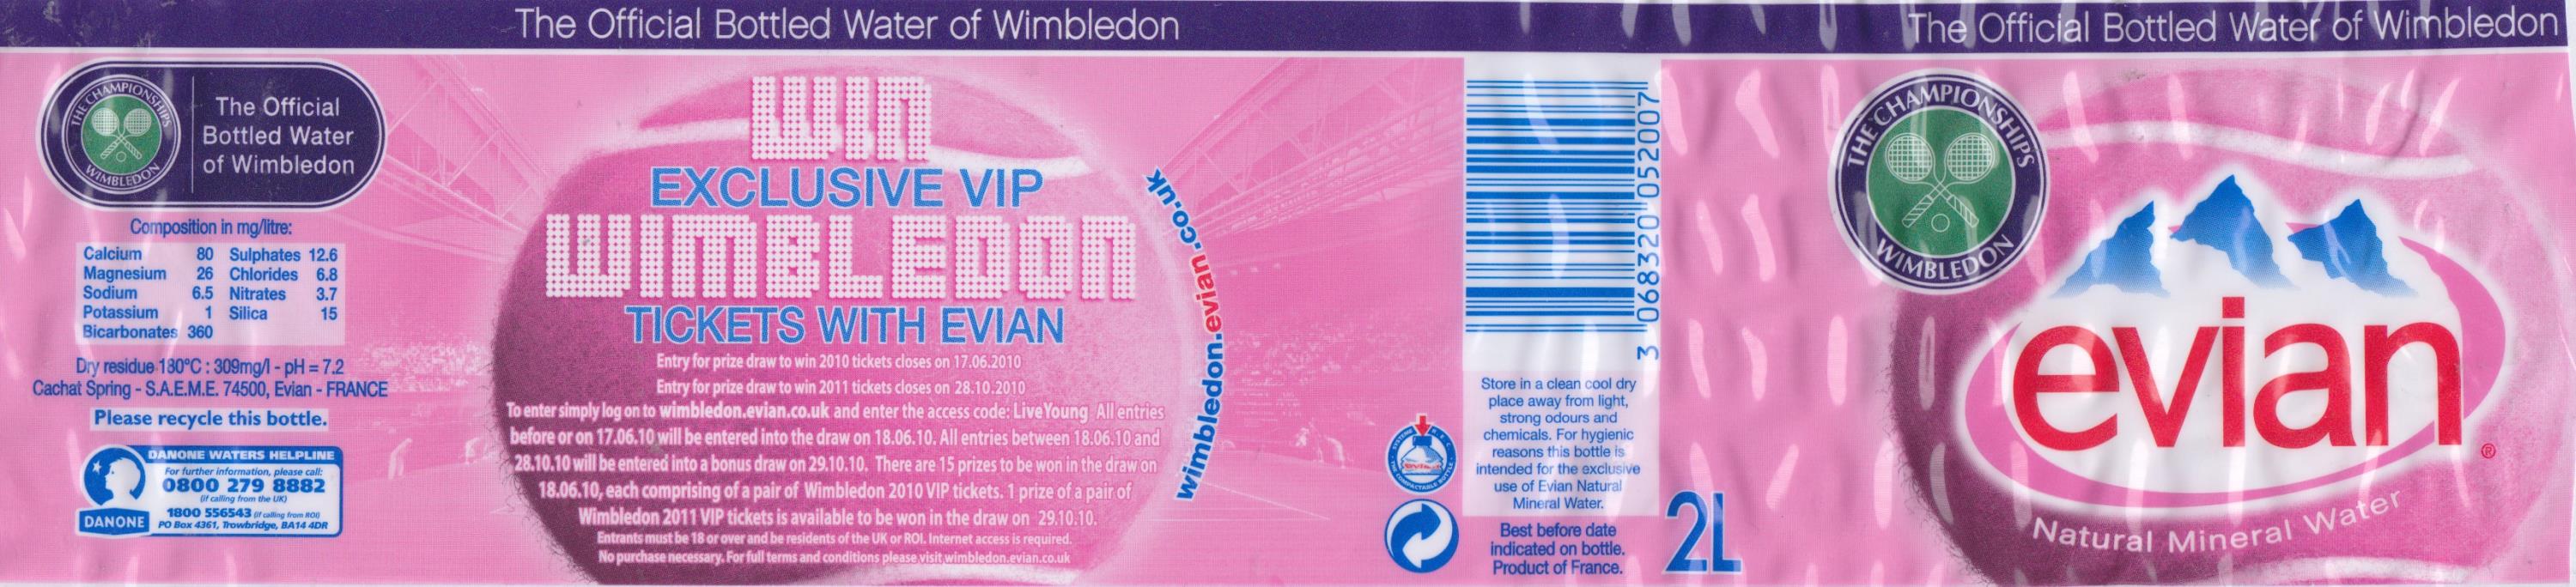 The Official Bottled Water of Wimbledon
The Official Bottled Water of Wimbledon
THE CHAMPIONSHIPS
WIMBLEDON
The Official
Bottled Water
of Wimbledon
Composition in mg/litre:
Calcium 80 Sulphates 12.6
Magnesium 26 Chlorides 6.8
Sodium 6.5 Nitrates 3.7
Potassium 1 Silica 15
Bicarbonates 360
Dry residue 180°C : 309mg/l - pH = 7.2
Cachat Spring - S.A.E.M.E. 74500, Evian - FRANCE
Please recycle this bottle.
DANONE
DANONE WATERS HELPLINE
For further information, please call:
0800 279 8882
(if calling from the UK)
1800 556543 (if calling from ROI)
PO Box 4361, Trowbridge, BA14 4DR
WIN
EXCLUSIVE VIP
WIMBLEDON
TICKETS WITH EVIAN
Entry for prize draw to win 2010 tickets closes on 17.06.2010
Entry for prize draw to win 2011 tickets closes on 28.10.2010
To enter simply log on to wimbledon.evian.co.uk and enter the access code: LiveYoung All entries
before or on 17.06.10 will be entered into the draw on 18.06.10. All entries between 18.06.10 and
28.10.10 will be entered into a bonus draw on 29.10.10. There are 15 prizes to be won in the draw on
18.06.10, each comprising of a pair of Wimbledon 2010 VIP tickets. 1 prize of a pair of
Wimbledon 2011 VIP tickets is available to be won in the draw on 29.10.10.
Entrants must be 18 or over and be residents of the UK or ROI. Internet access is required.
No purchase necessary. For full terms and conditions please visit wimbledon.evian.co.uk
wimbledon.evian.co.uk
3 068320 052007
Store in a clean cool dry
place away from light,
strong odours and
chemicals. For hygienic
reasons this bottle is
intended for the exclusive
use of Evian Natural
Mineral Water.
Best before date
indicated on bottle.
Product of France.
2L
THE CHAMPIONSHIPS
WIMBLEDON
evian®
Natural Mineral Water